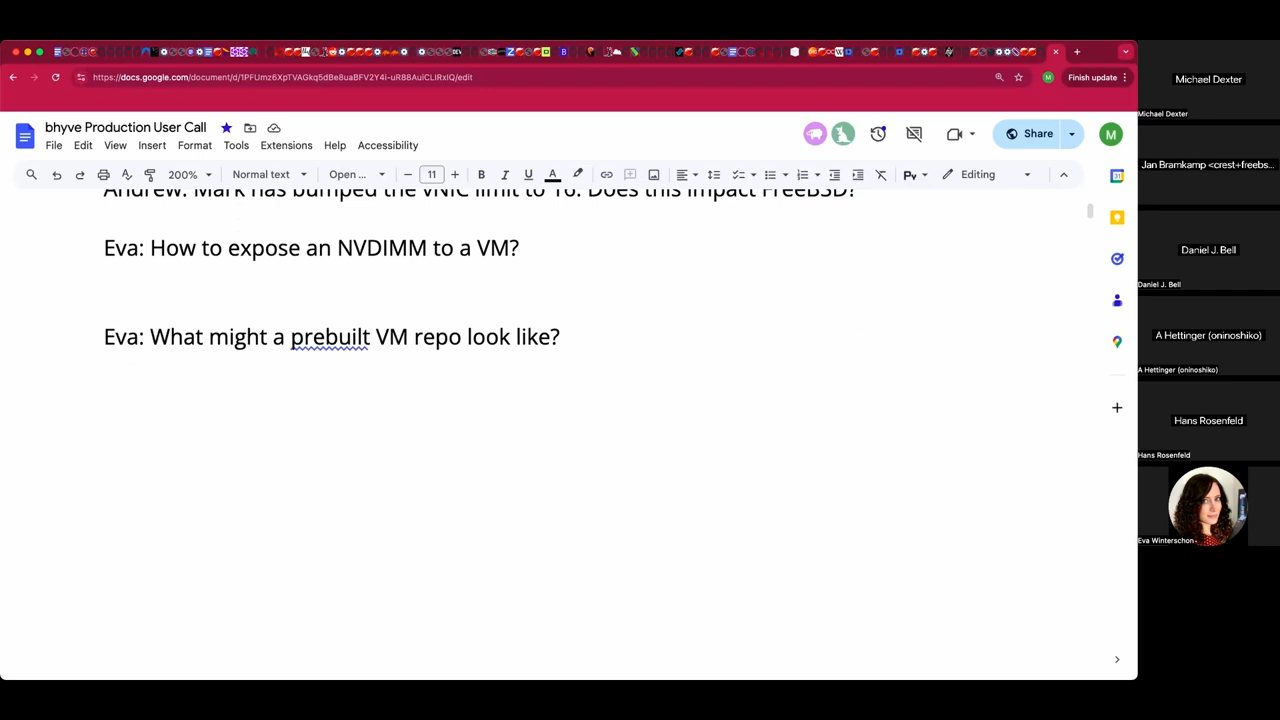 https://docs.google.com/document/d/1PFUmz6XpTVAGkq5dBe8uaBFV2Y4i-uR88AuiCLIRxIQ/edit
Finish update
bhyve Production User Call
File Edit View Insert Format Tools Extensions Help Accessibility
Share
M
200% Normal text Open ... 11 Editing
Andrew: Mark has bumped the vNIC limit to 16. Does this impact FreeBSD?
Eva: How to expose an NVDIMM to a VM?
Eva: What might a prebuilt VM repo look like?
Michael Dexter
Michael Dexter
Jan Bramkamp <crest+freebs...
Daniel J. Bell
Daniel J. Bell
A Hettinger (oninoshiko)
A Hettinger (oninoshiko)
Hans Rosenfeld
Hans Rosenfeld
Eva Winterschon